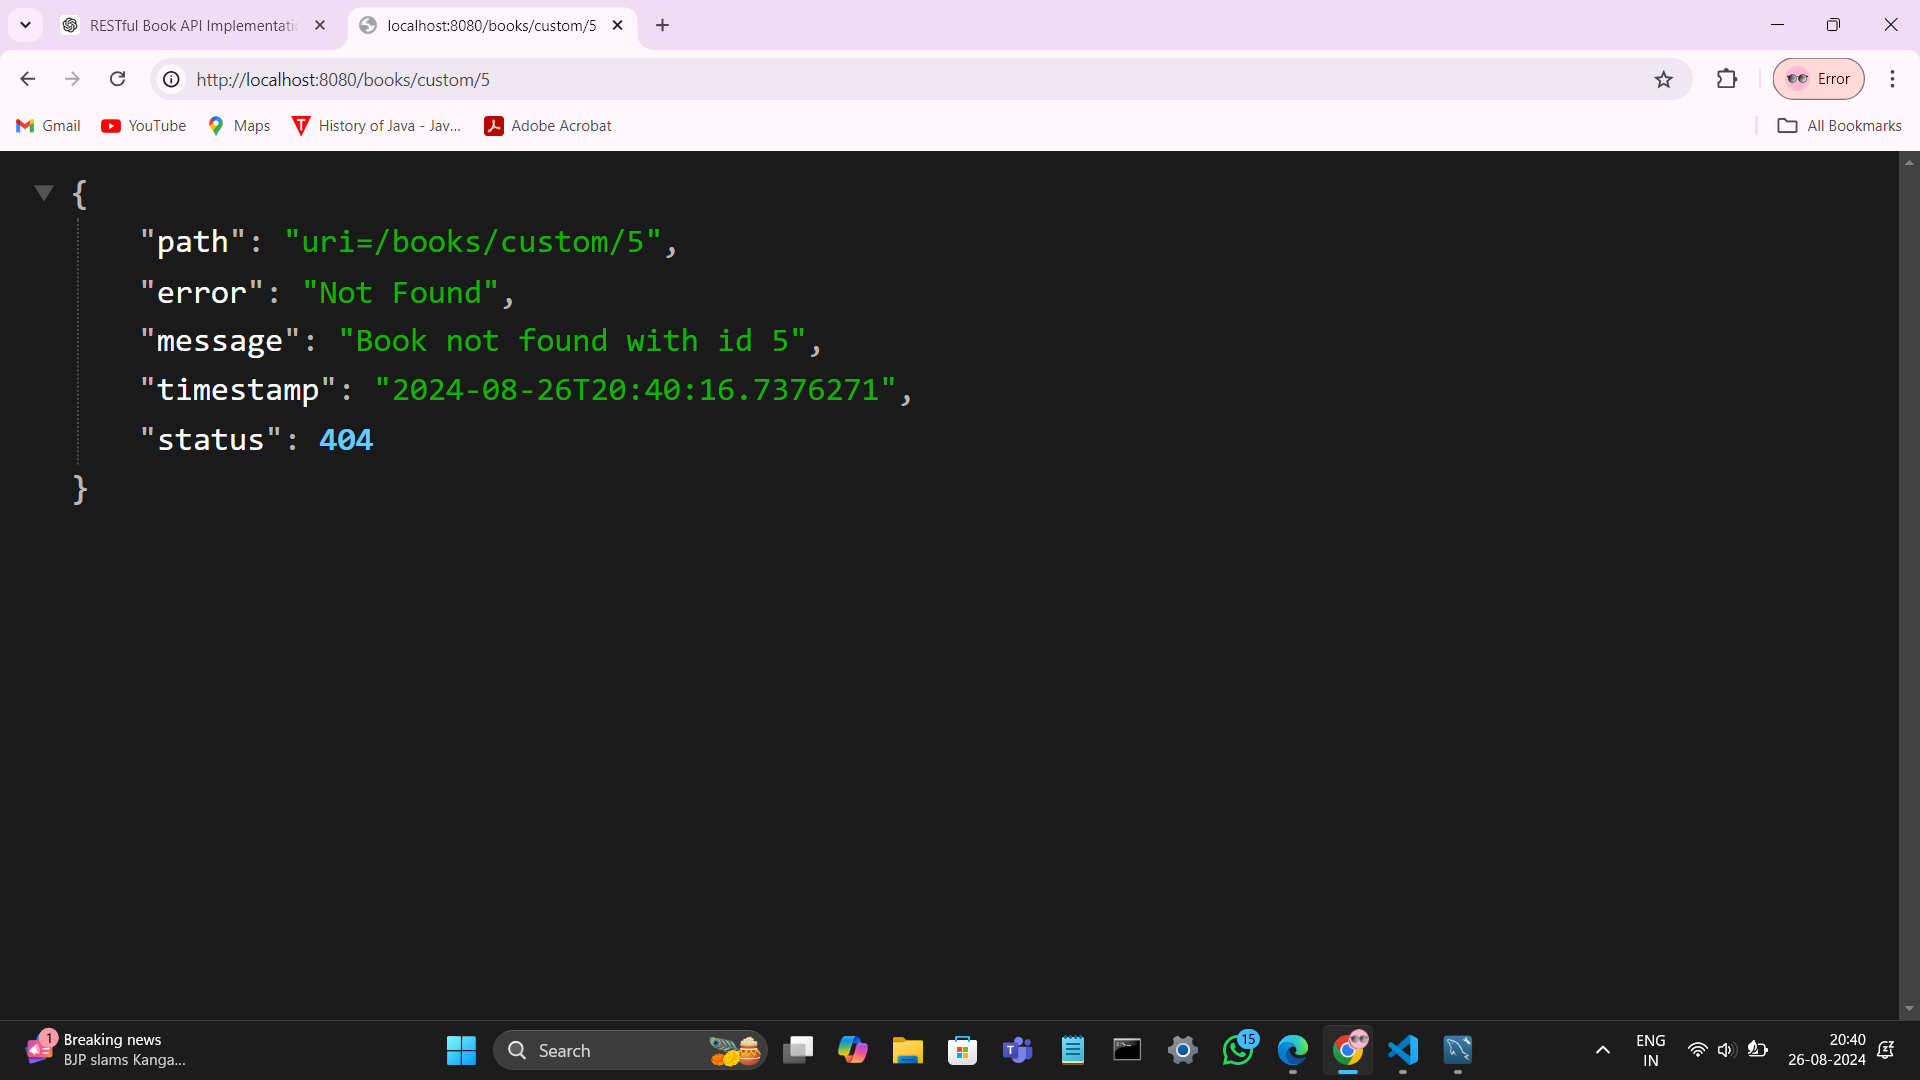 RESTful Book API Implementatic
localhost:8080/books/custom/5
http://localhost:8080/books/custom/5
Error
Gmail
YouTube
Maps
History of Java - Jav...
Adobe Acrobat
All Bookmarks
{
"path": "uri=/books/custom/5",
"error": "Not Found",
"message": "Book not found with id 5",
"timestamp": "2024-08-26T20:40:16.7376271",
"status": 404
}
1
Breaking news
BJP slams Kanga...
Search
15
ENG
IN
20:40
26-08-2024